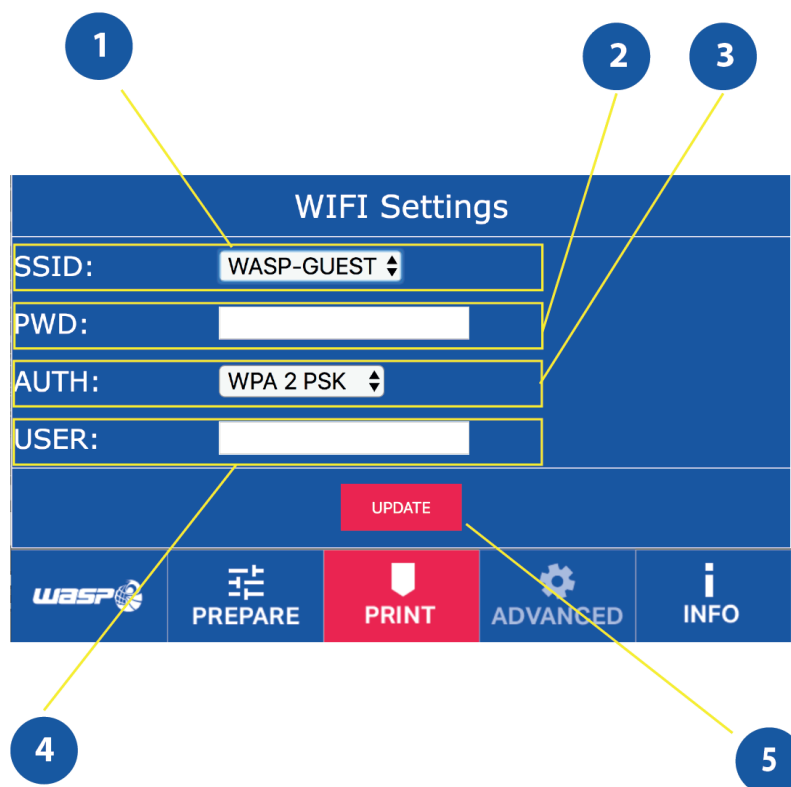 1
2 3
WIFI Settings
SSID: WASP-GUEST
PWD:
AUTH: WPA 2 PSK
USER:
UPDATE
wasp PREPARE PRINT ADVANCED INFO
4
5